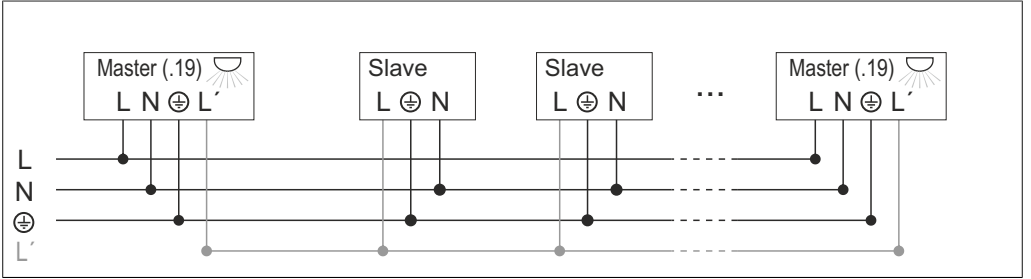 Master (.19) Slave Slave Master (.19)
L N ⏚ L´ L ⏚ N L ⏚ N ... L N ⏚ L´
L
N
⏚
L´